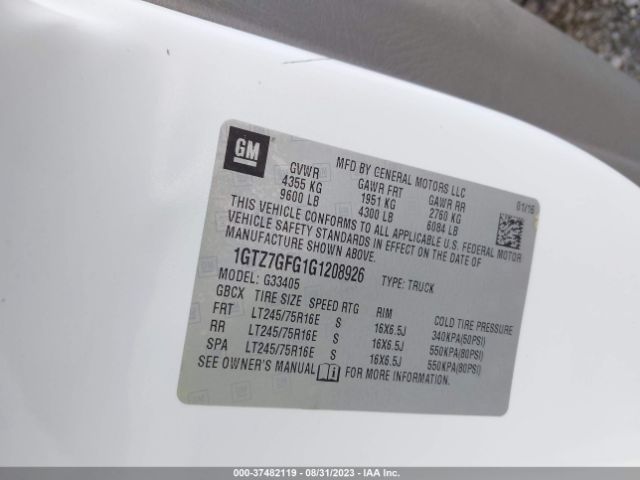 GM
MFD BY GENERAL MOTORS LLC
01/16
GVWR GAWR FRT GAWR RR
4355 KG 1951 KG 2760 KG
9600 LB 4300 LB 6084 LB
THIS VEHICLE CONFORMS TO ALL APPLICABLE U.S. FEDERAL MOTOR
VEHICLE SAFETY STANDARDS IN EFFECT ON THE DATE OF
MANUFACTURE SHOWN ABOVE.
1GTZ7GFG1G1208926
TYPE: TRUCK
MODEL: G33405
GBCX TIRE SIZE SPEED RTG RIM COLD TIRE PRESSURE
FRT LT245/75R16E S 16X6.5J 340KPA(50PSI)
RR LT245/75R16E S 16X6.5J 550KPA(80PSI)
SPA LT245/75R16E S 16X6.5J 550KPA(80PSI)
SEE OWNER'S MANUAL FOR MORE INFORMATION.
000-37482119 - 08/31/2023 - IAAI.COM